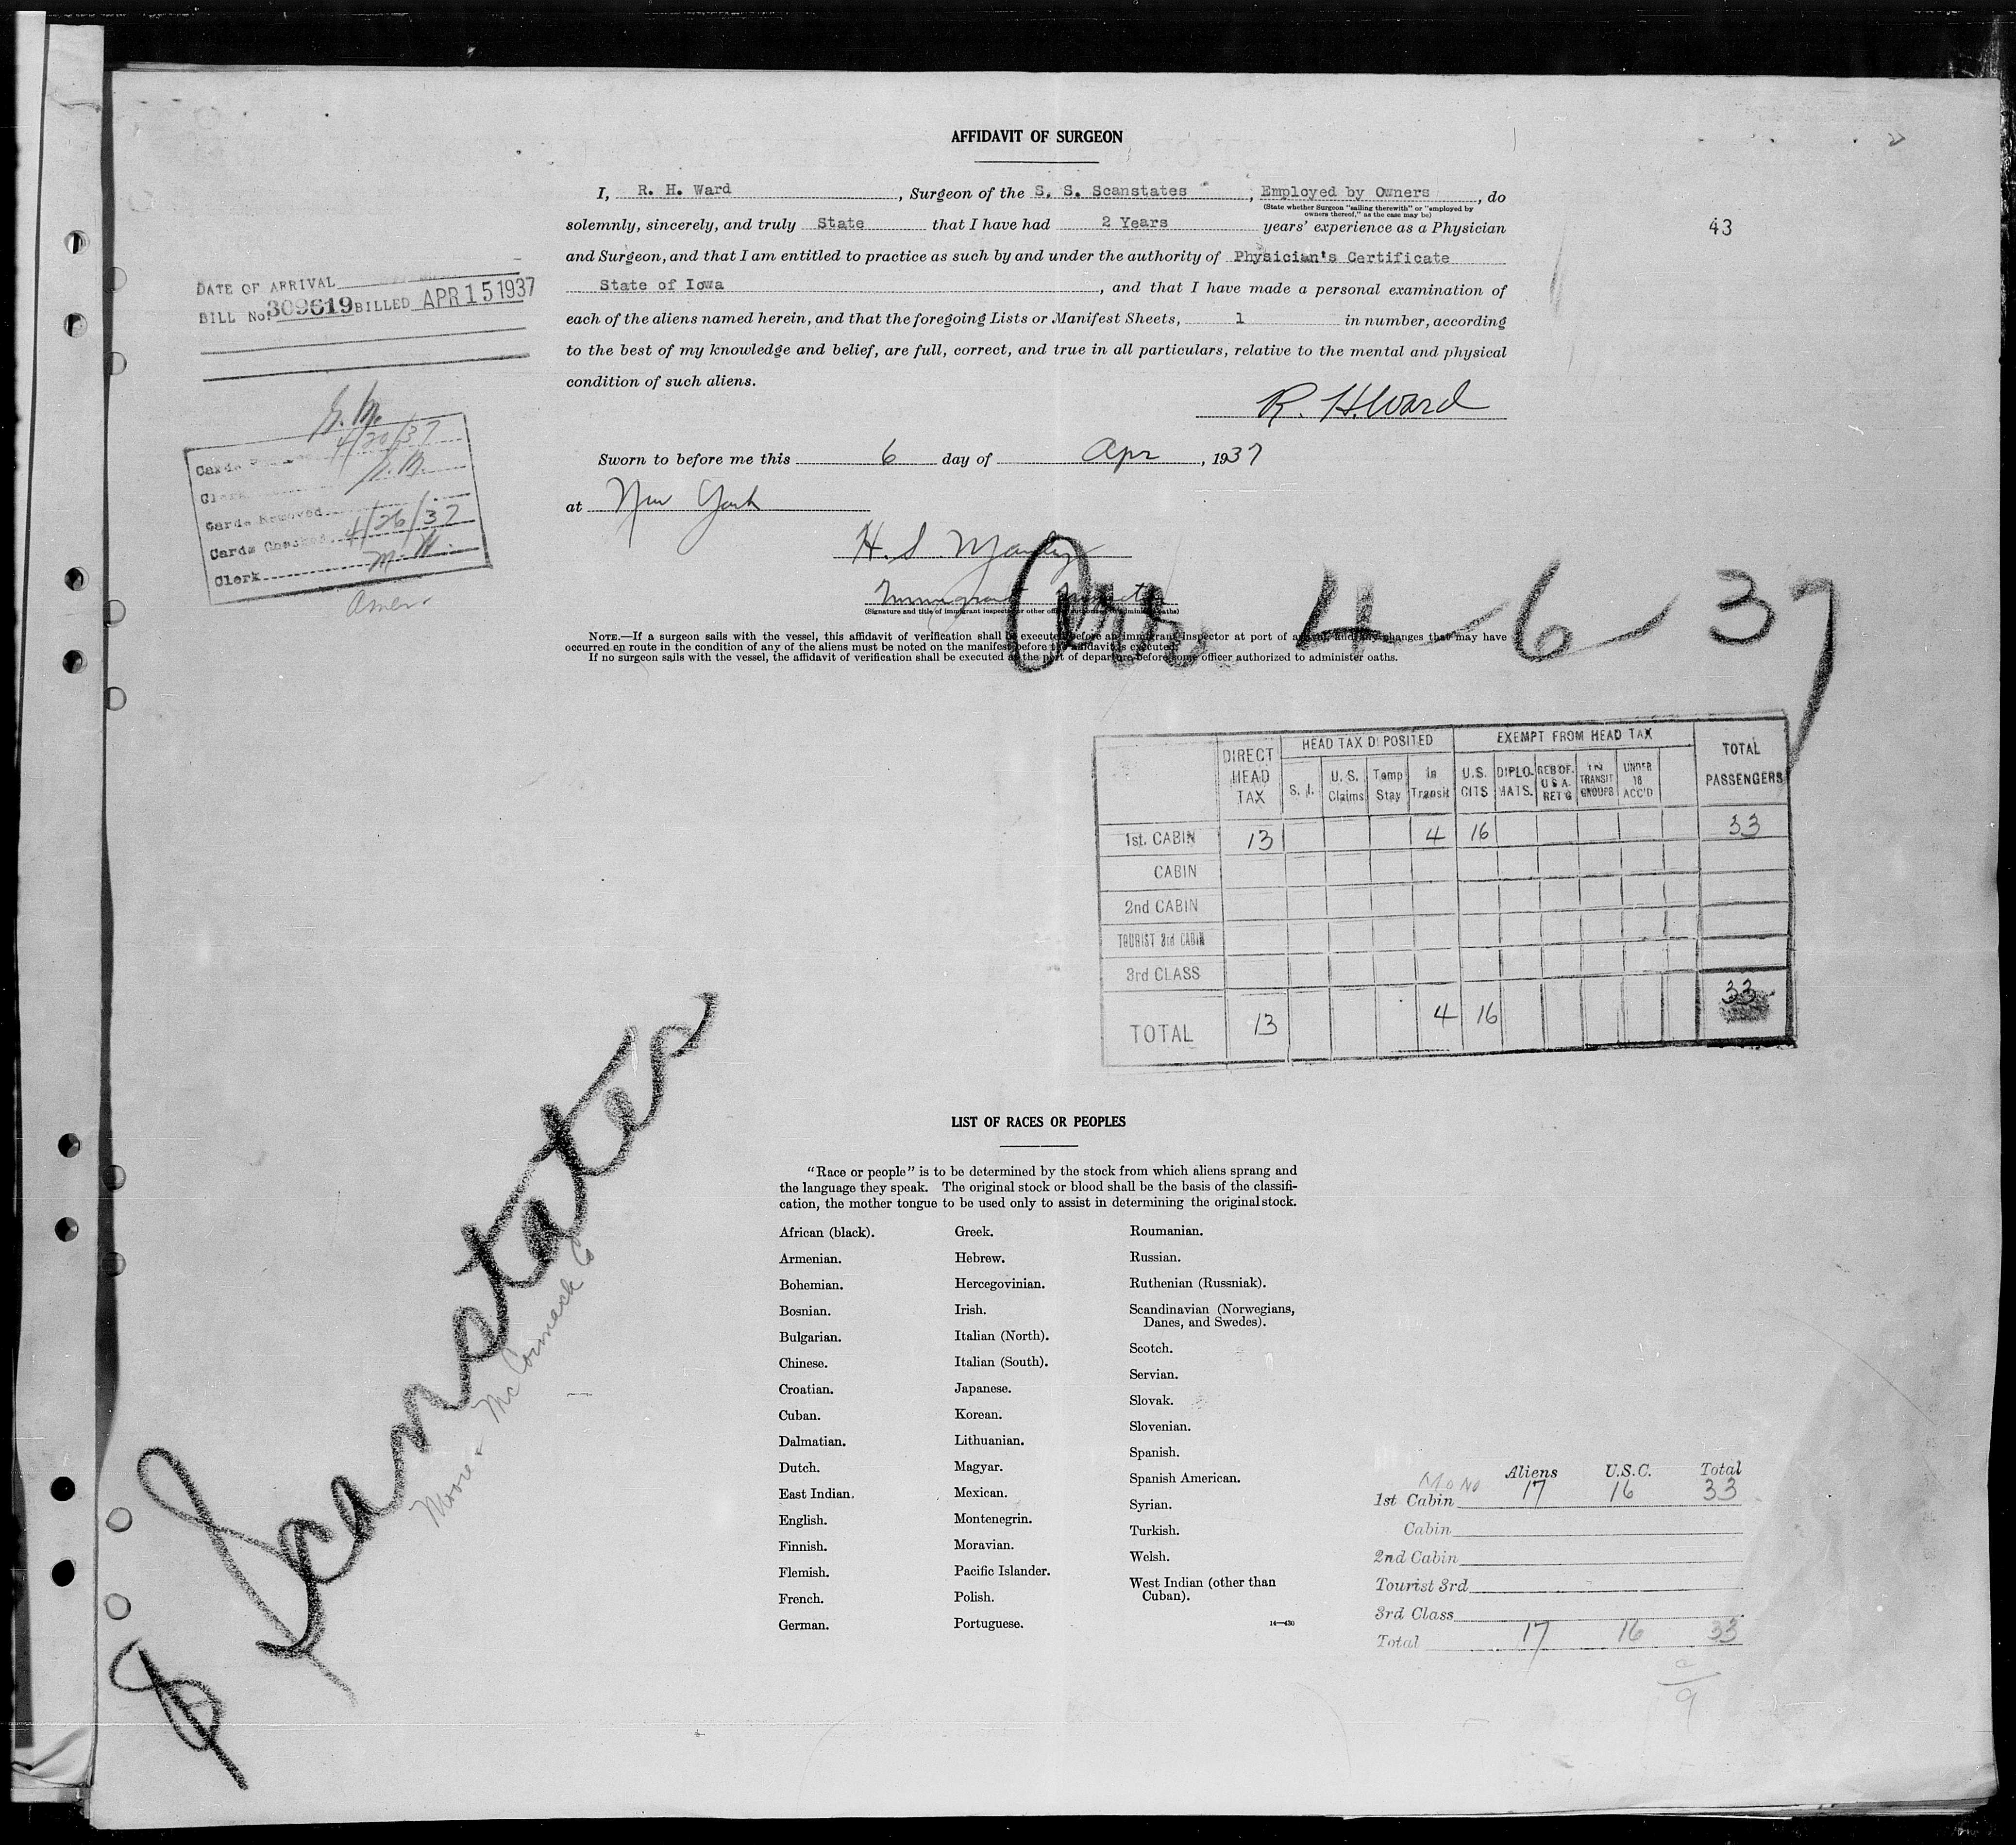 AFFIDAVIT OF SURGEON
I, R. H. Ward, Surgeon of the S. S. Scanstates, Employed by Owners, do
(State whether Surgeon "sailing therewith" or "employed by
owners thereof," as the case may be)
solemnly, sincerely, and truly State that I have had 2 Years years' experience as a Physician
and Surgeon, and that I am entitled to practice as such by and under the authority of Physician's Certificate
State of Iowa, and that I have made a personal examination of
each of the aliens named herein, and that the foregoing Lists or Manifest Sheets, 1 in number, according
to the best of my knowledge and belief, are full, correct, and true in all particulars, relative to the mental and physical
condition of such aliens.
R. H. Ward
Sworn to before me this 6 day of Apr, 1937
at New York
H. S.
Immigrant Inspector
(Signature and title of immigrant inspector or other officer authorized to administer oaths)
NOTE.—If a surgeon sails with the vessel, this affidavit of verification shall be executed before an immigrant inspector at port of arrival, and any changes that may have
occurred en route in the condition of any of the aliens must be noted on the manifest before the affidavit is executed.
If no surgeon sails with the vessel, the affidavit of verification shall be executed at the port of departure before some officer authorized to administer oaths.
43
DATE OF ARRIVAL
BILL No. 309619 BILLED APR 15 1937
4/20/37
Clerk
Cards Removed
Cards Checked 4/26/37
Clerk M. W.
Arr. 4-6-37
DIRECT HEAD TAX
HEAD TAX DEPOSITED
EXEMPT FROM HEAD TAX
TOTAL PASSENGERS
S. I.
U. S. Claims
Temp Stay
In Transit
U.S. CITS
DIPLO-MATS.
RES OF. U S A. RET'G
IN TRANSIT GROUPS
UNDER 16 ACC'D
1st. CABIN 13 4 16 33
CABIN
2nd CABIN
TOURIST 3rd CABIN
3rd CLASS
TOTAL 13 4 16 33
Scanstates
Moore & McCormack Co
LIST OF RACES OR PEOPLES
"Race or people" is to be determined by the stock from which aliens sprang and
the language they speak. The original stock or blood shall be the basis of the classifi-
cation, the mother tongue to be used only to assist in determining the original stock.
African (black).
Armenian.
Bohemian.
Bosnian.
Bulgarian.
Chinese.
Croatian.
Cuban.
Dalmatian.
Dutch.
East Indian.
English.
Finnish.
Flemish.
French.
German.
Greek.
Hebrew.
Hercegovinian.
Irish.
Italian (North).
Italian (South).
Japanese.
Korean.
Lithuanian.
Magyar.
Mexican.
Montenegrin.
Moravian.
Pacific Islander.
Polish.
Portuguese.
Roumanian.
Russian.
Ruthenian (Russniak).
Scandinavian (Norwegians,
Danes, and Swedes).
Scotch.
Servian.
Slovak.
Slovenian.
Spanish.
Spanish American.
Syrian.
Turkish.
Welsh.
West Indian (other than
Cuban).
14—430
Aliens U.S.C. Total
1st Cabin 17 16 33
Cabin
2nd Cabin
Tourist 3rd
3rd Class
Total 17 16 33